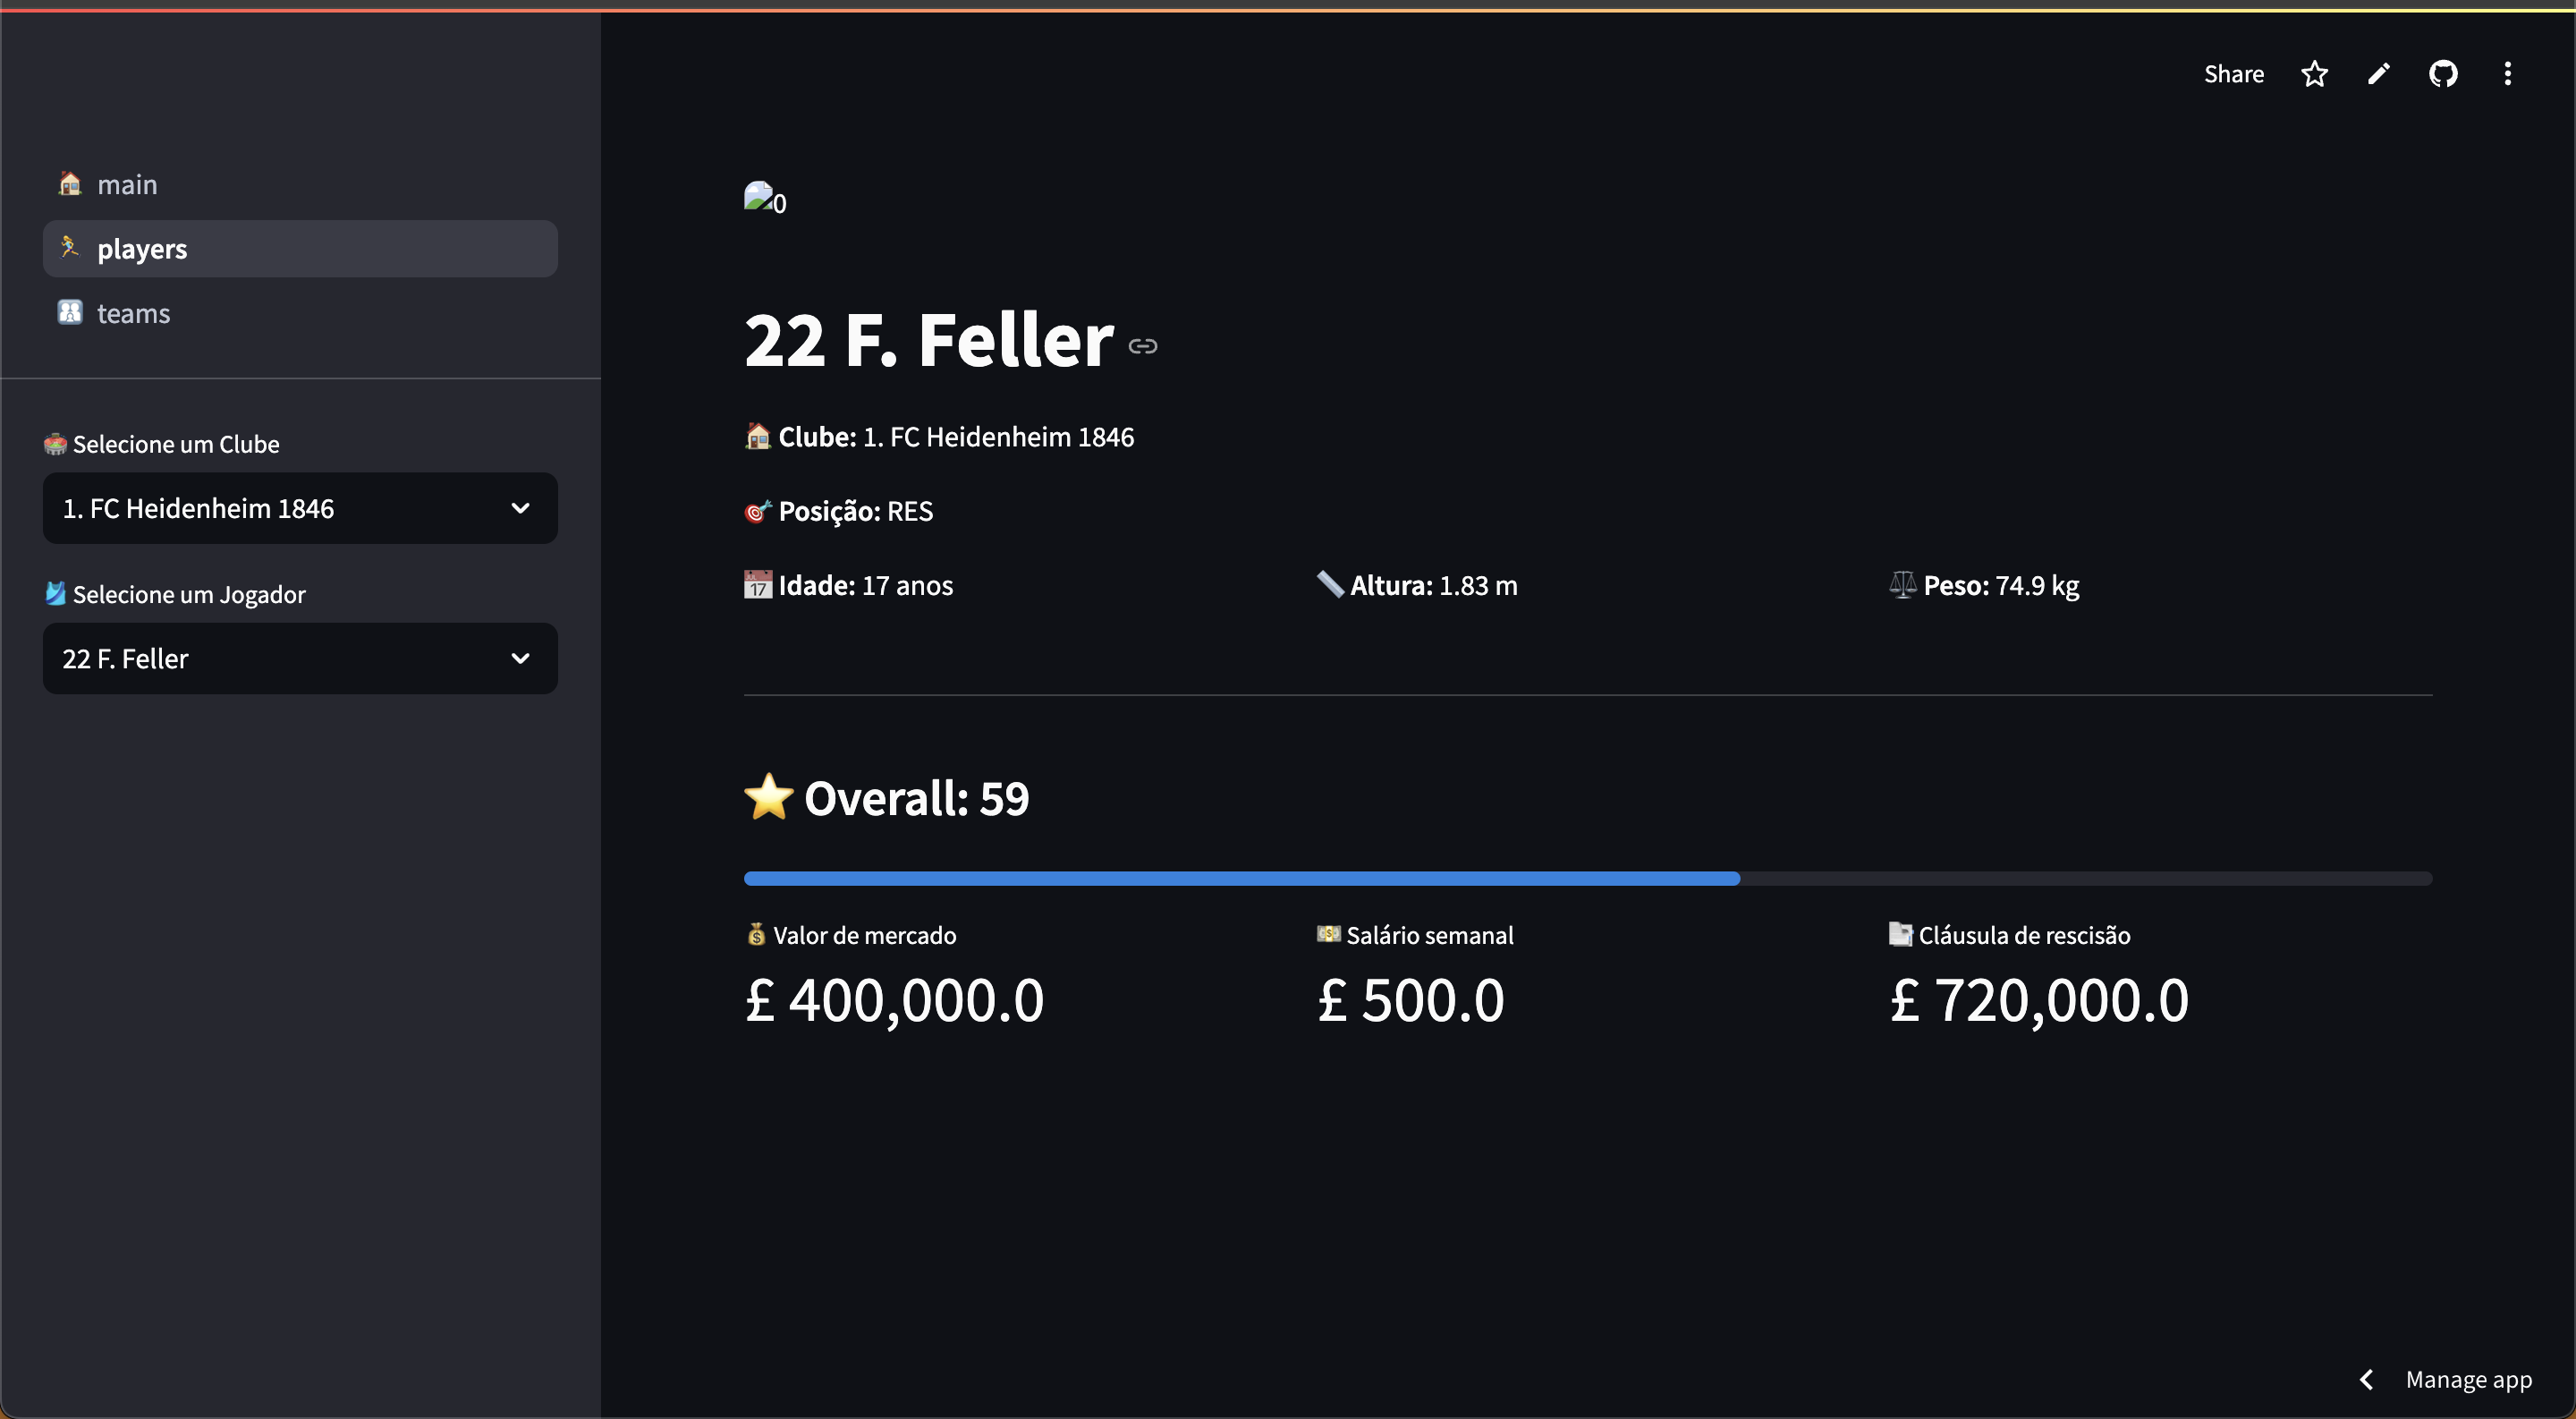 Share
main
players
teams
Selecione um Clube
1. FC Heidenheim 1846
Selecione um Jogador
22 F. Feller
0
22 F. Feller
Clube: 1. FC Heidenheim 1846
Posição: RES
Idade: 17 anos
Altura: 1.83 m
Peso: 74.9 kg
Overall: 59
Valor de mercado
£ 400,000.0
Salário semanal
£ 500.0
Cláusula de rescisão
£ 720,000.0
Manage app